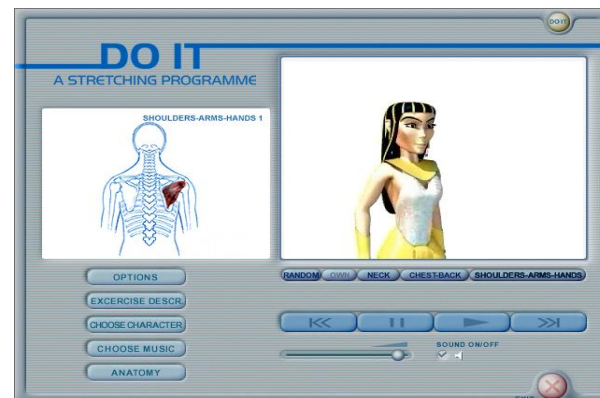 DO IT
DO IT
A STRETCHING PROGRAMME
SHOULDERS-ARMS-HANDS 1
RANDOM OWN NECK CHEST-BACK SHOULDERS-ARMS-HANDS
OPTIONS
EXCERCISE DESCR.
CHOOSE CHARACTER
CHOOSE MUSIC
ANATOMY
SOUND ON/OFF